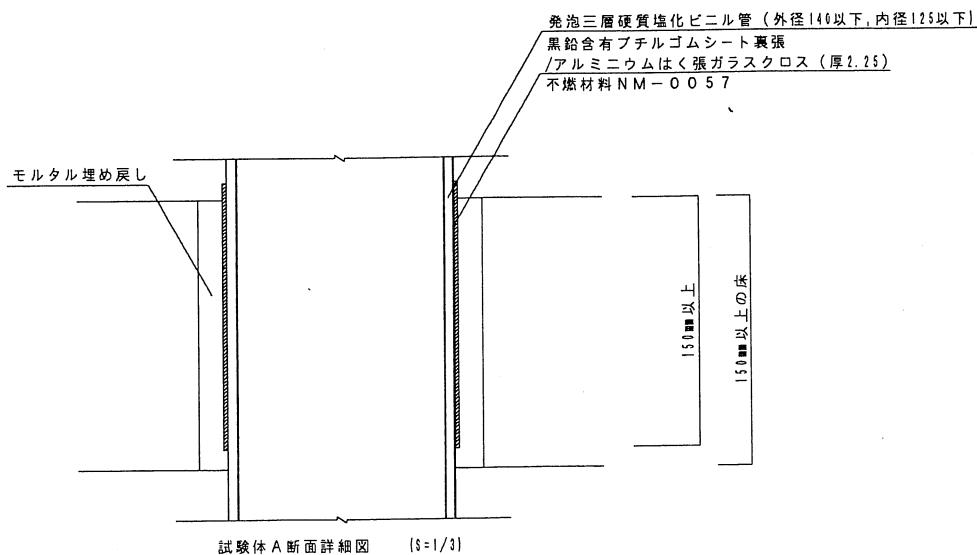 発泡三層硬質塩化ビニル管(外径140以下,内径125以下)
黒鉛含有ブチルゴムシート裏張
/アルミニウムはく張ガラスクロス(厚2.25)
不燃材料NM-0057
モルタル埋め戻し
150mm以上
150mm以上の床
試験体A断面詳細図 (S=1/3)